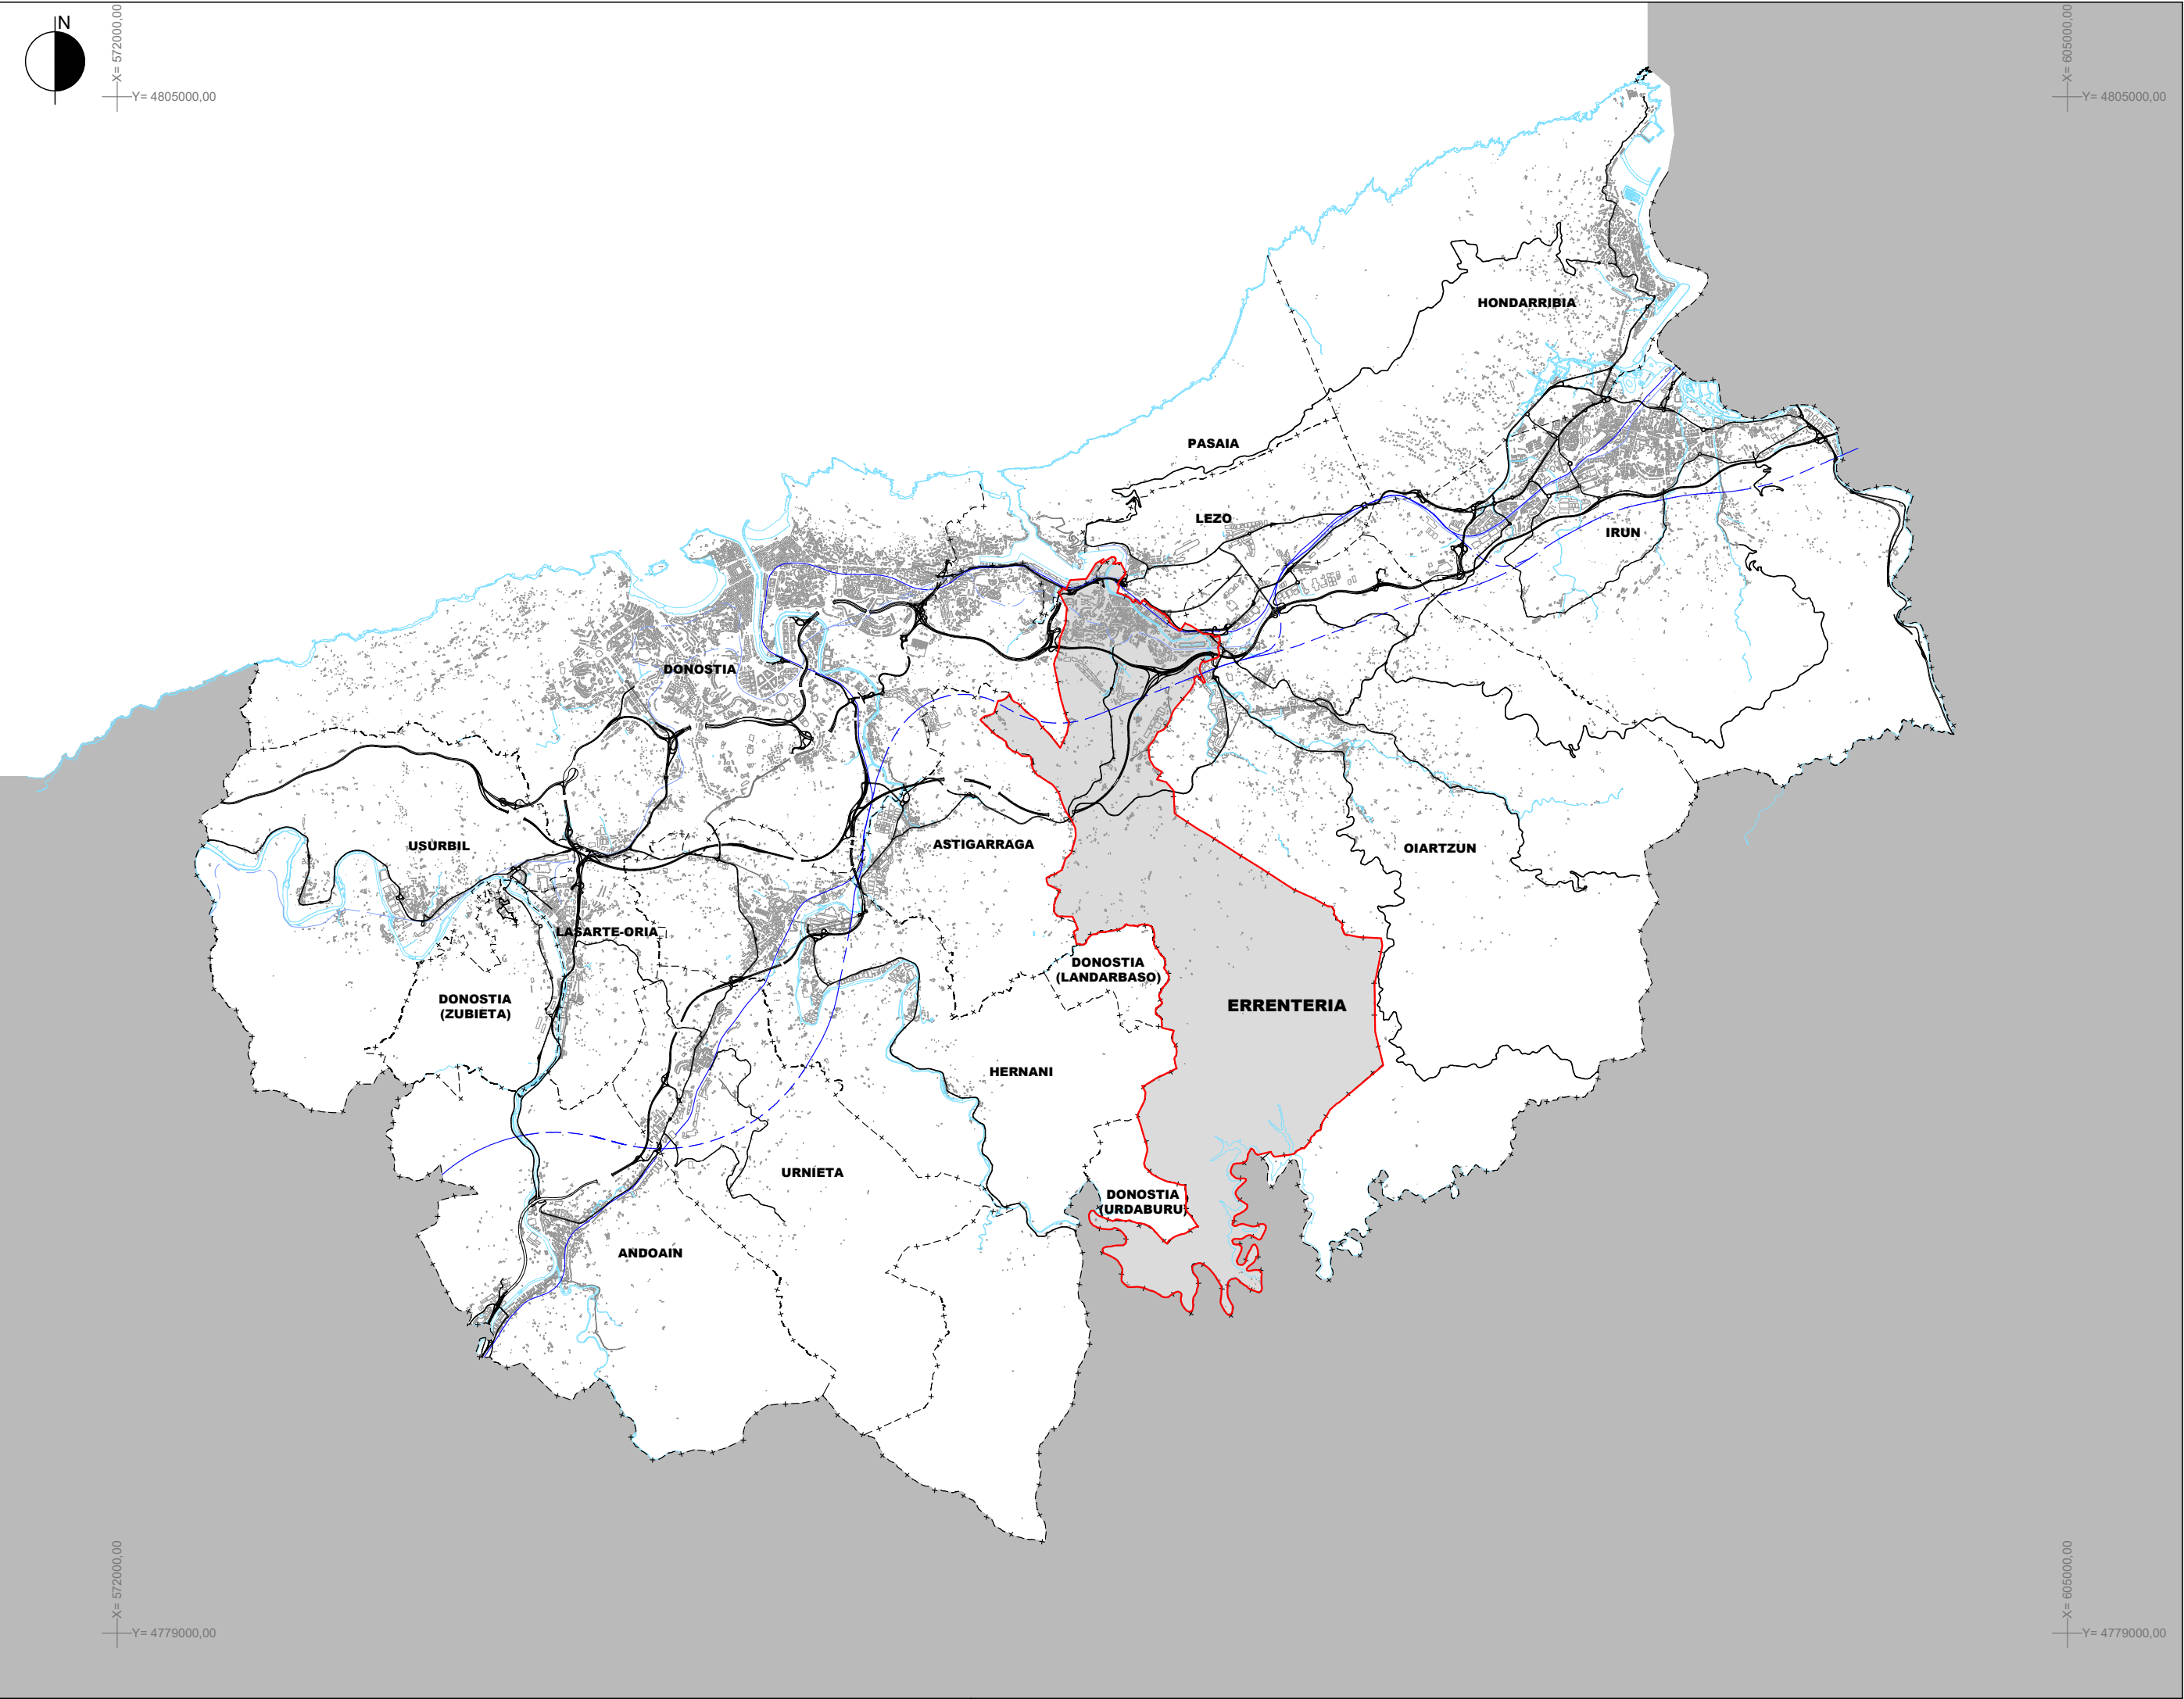 N
X= 572000,00
Y= 4805000,00
X= 605000,00
Y= 4805000,00
HONDARRIBIA
PASAIA
LEZO
IRUN
DONOSTIA
USURBIL
ASTIGARRAGA
OIARTZUN
LASARTE-ORIA
DONOSTIA
(LANDARBASO)
DONOSTIA
(ZUBIETA)
ERRENTERIA
HERNANI
URNIETA
DONOSTIA
(URDABURU)
ANDOAIN
X= 572000,00
Y= 4779000,00
X= 605000,00
Y= 4779000,00